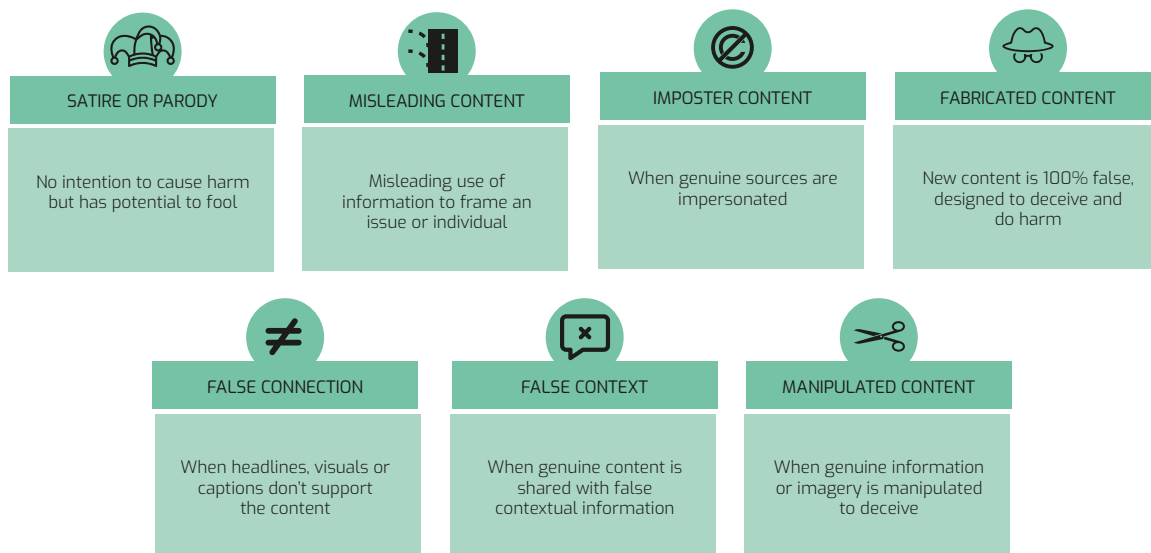 SATIRE OR PARODY
No intention to cause harm
but has potential to fool
MISLEADING CONTENT
Misleading use of
information to frame an
issue or individual
IMPOSTER CONTENT
When genuine sources are
impersonated
FABRICATED CONTENT
New content is 100% false,
designed to deceive and
do harm
FALSE CONNECTION
When headlines, visuals or
captions don't support
the content
FALSE CONTEXT
When genuine content is
shared with false
contextual information
MANIPULATED CONTENT
When genuine information
or imagery is manipulated
to deceive